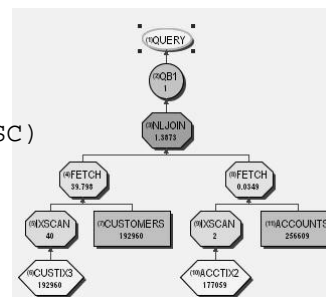 (1)QUERY
(2)QB1
1
SC)
(3)NLJOIN
1.3873
(4)FETCH
39.798
(8)FETCH
0.0349
(5)IXSCAN
40
(7)CUSTOMERS
192960
(9)IXSCAN
2
(11)ACCOUNTS
256609
(6)CUSTIX3
192960
(10)ACCTIX2
177059